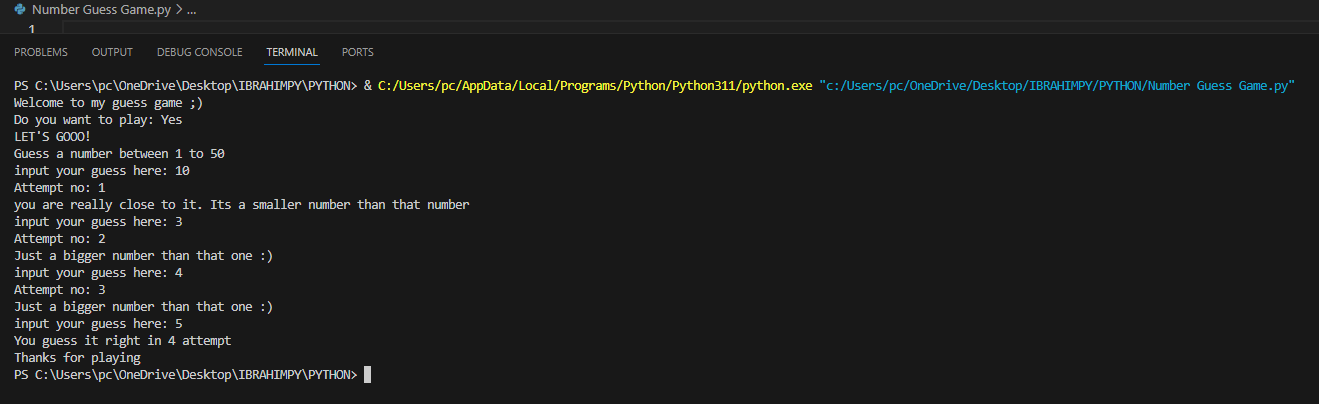 Number Guess Game.py > ...
1
PROBLEMS OUTPUT DEBUG CONSOLE TERMINAL PORTS
PS C:\Users\pc\OneDrive\Desktop\IBRAHIMPY\PYTHON> & C:/Users/pc/AppData/Local/Programs/Python/Python311/python.exe "c:/Users/pc/OneDrive/Desktop/IBRAHIMPY/PYTHON/Number Guess Game.py"
Welcome to my guess game ;)
Do you want to play: Yes
LET'S GOOO!
Guess a number between 1 to 50
input your guess here: 10
Attempt no: 1
you are really close to it. Its a smaller number than that number
input your guess here: 3
Attempt no: 2
Just a bigger number than that one :)
input your guess here: 4
Attempt no: 3
Just a bigger number than that one :)
input your guess here: 5
You guess it right in 4 attempt
Thanks for playing
PS C:\Users\pc\OneDrive\Desktop\IBRAHIMPY\PYTHON>